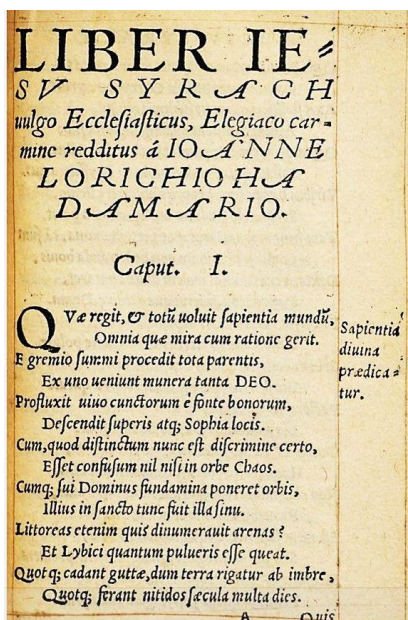 LIBER IE⸗
SV SYRACH
uulgo Ecclesiasticus, Elegiaco car⸗
mine redditus á IOANNE
LORICHIO HA
DAMARIO.
Caput. I.
QVæ regit, & totū uoluit sapientia mundū,
Omnia quæ mira cum ratione gerit.
E gremio summi procedit tota parentis,
Ex uno ueniunt munera tanta DEO.
Profluxit uiuo cunctorum è fonte bonorum,
Descendit superis atq; Sophia locis.
Cum, quod distinctum nunc est discrimine certo,
Esset confusum nil nisi in orbe Chaos.
Cumq; sui Dominus fundamina poneret orbis,
Illius in sancto tunc fuit illa sinu.
Littoreas etenim quis dinumerauit arenas?
Et Lybici quantum pulueris esse queat.
Quotq; cadant guttæ, dum terra rigatur ab imbre,
Quotq; ferant nitidos sæcula multa dies.
A Quis
Sapientia
diuina
prædica⸗
tur.